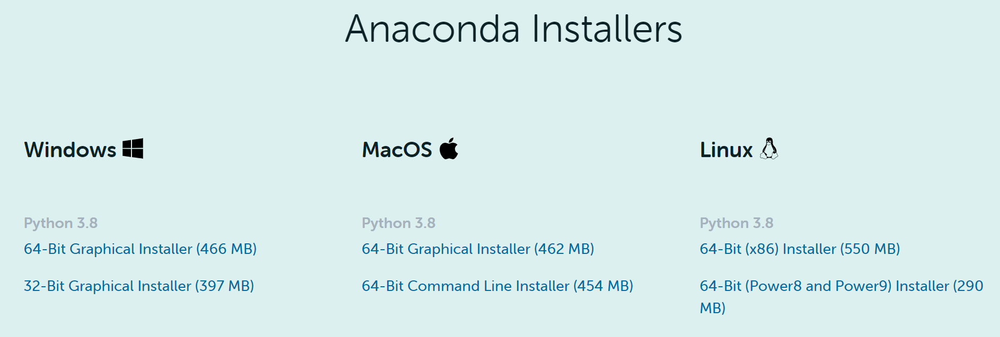 Anaconda Installers
Windows
MacOS
Linux
Python 3.8
64-Bit Graphical Installer (466 MB)
32-Bit Graphical Installer (397 MB)
Python 3.8
64-Bit Graphical Installer (462 MB)
64-Bit Command Line Installer (454 MB)
Python 3.8
64-Bit (x86) Installer (550 MB)
64-Bit (Power8 and Power9) Installer (290
MB)